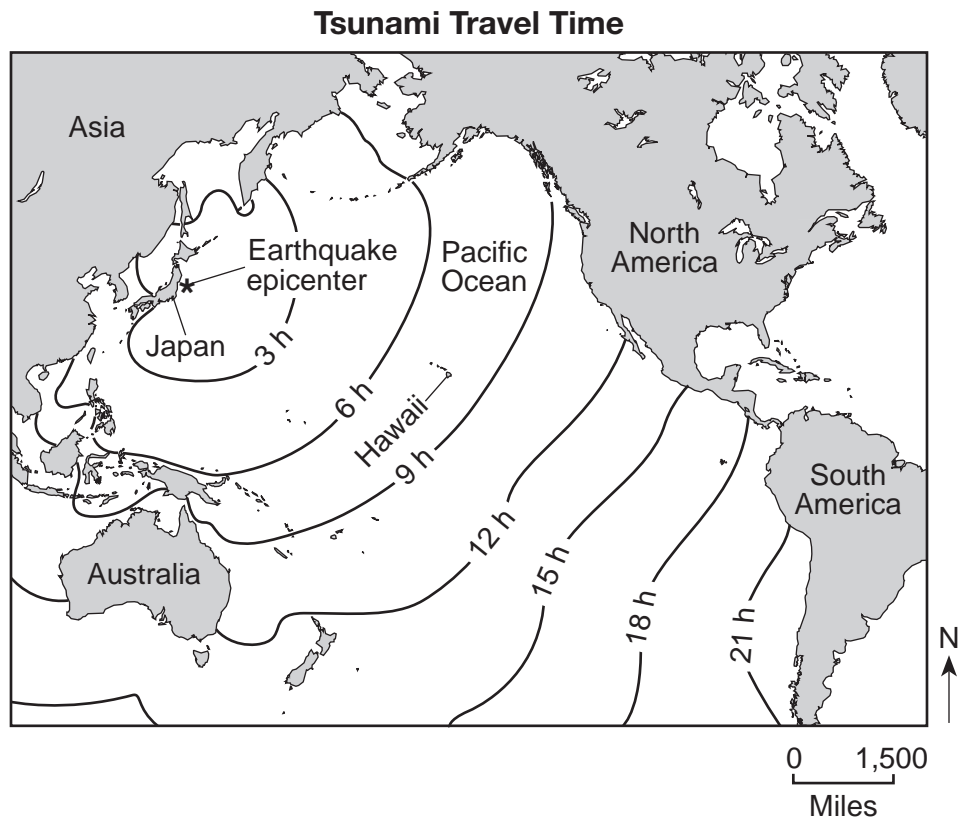 Tsunami Travel Time
Asia
Earthquake
epicenter
Pacific
Ocean
North
America
Japan
3 h
6 h
Hawaii
9 h
South
America
12 h
15 h
Australia
18 h
21 h
N
0 1,500
Miles